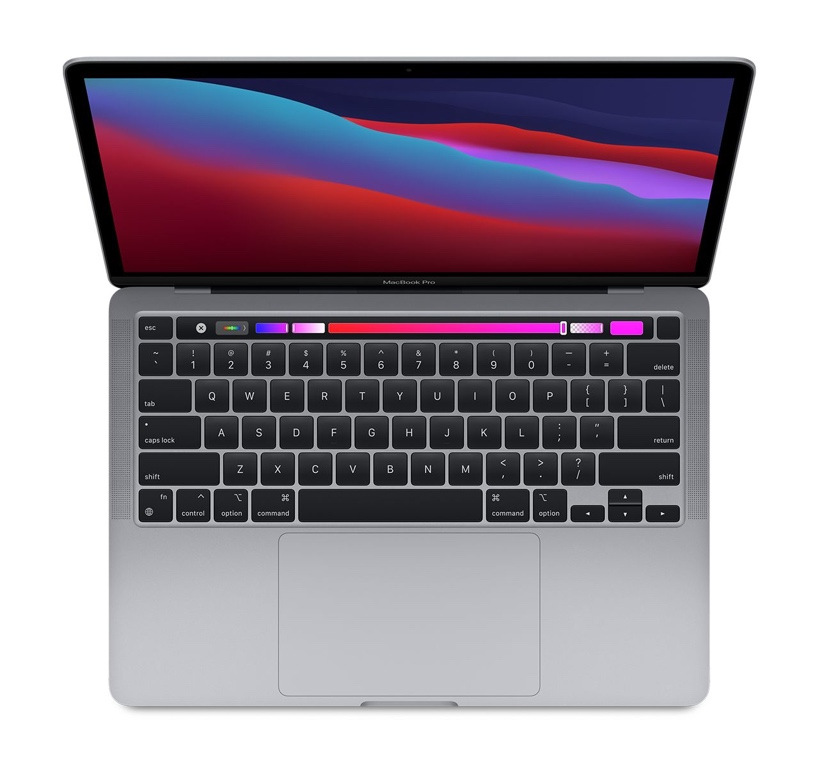 MacBook Pro
esc
~ ! @ # $ % ^ & * ( ) — +
` 1 2 3 4 5 6 7 8 9 0 - = delete
{ } |
tab Q W E R T Y U I O P [ ] \
: "
caps lock A S D F G H J K L ; ' return
< > ?
shift Z X C V B N M , . / shift
fn ^ ⌥ ⌘ ⌘ ⌥ ▲
control option command command option ◄ ▼ ►